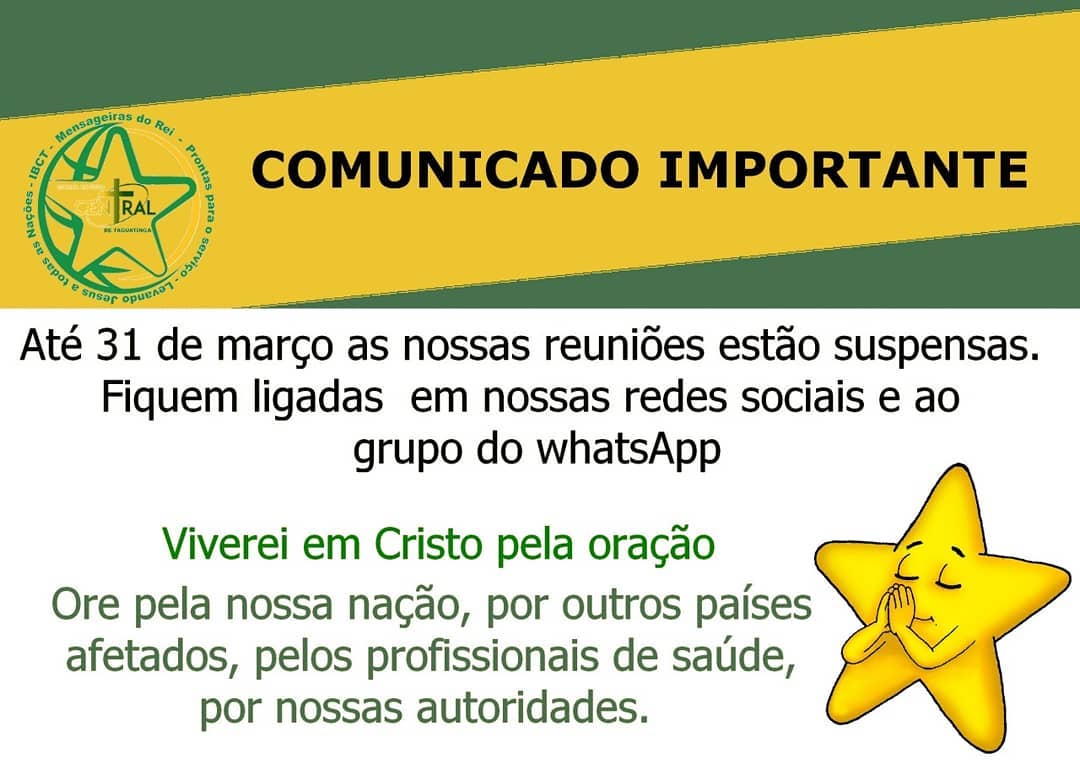 Mensageiras do Rei - Prontas para o serviço - Levando Jesus a todas as Nações - IBCT -
CENTRAL
DE TAGUATINGA
COMUNICADO IMPORTANTE
Até 31 de março as nossas reuniões estão suspensas.
Fiquem ligadas em nossas redes sociais e ao
grupo do whatsApp
Viverei em Cristo pela oração
Ore pela nossa nação, por outros países
afetados, pelos profissionais de saúde,
por nossas autoridades.